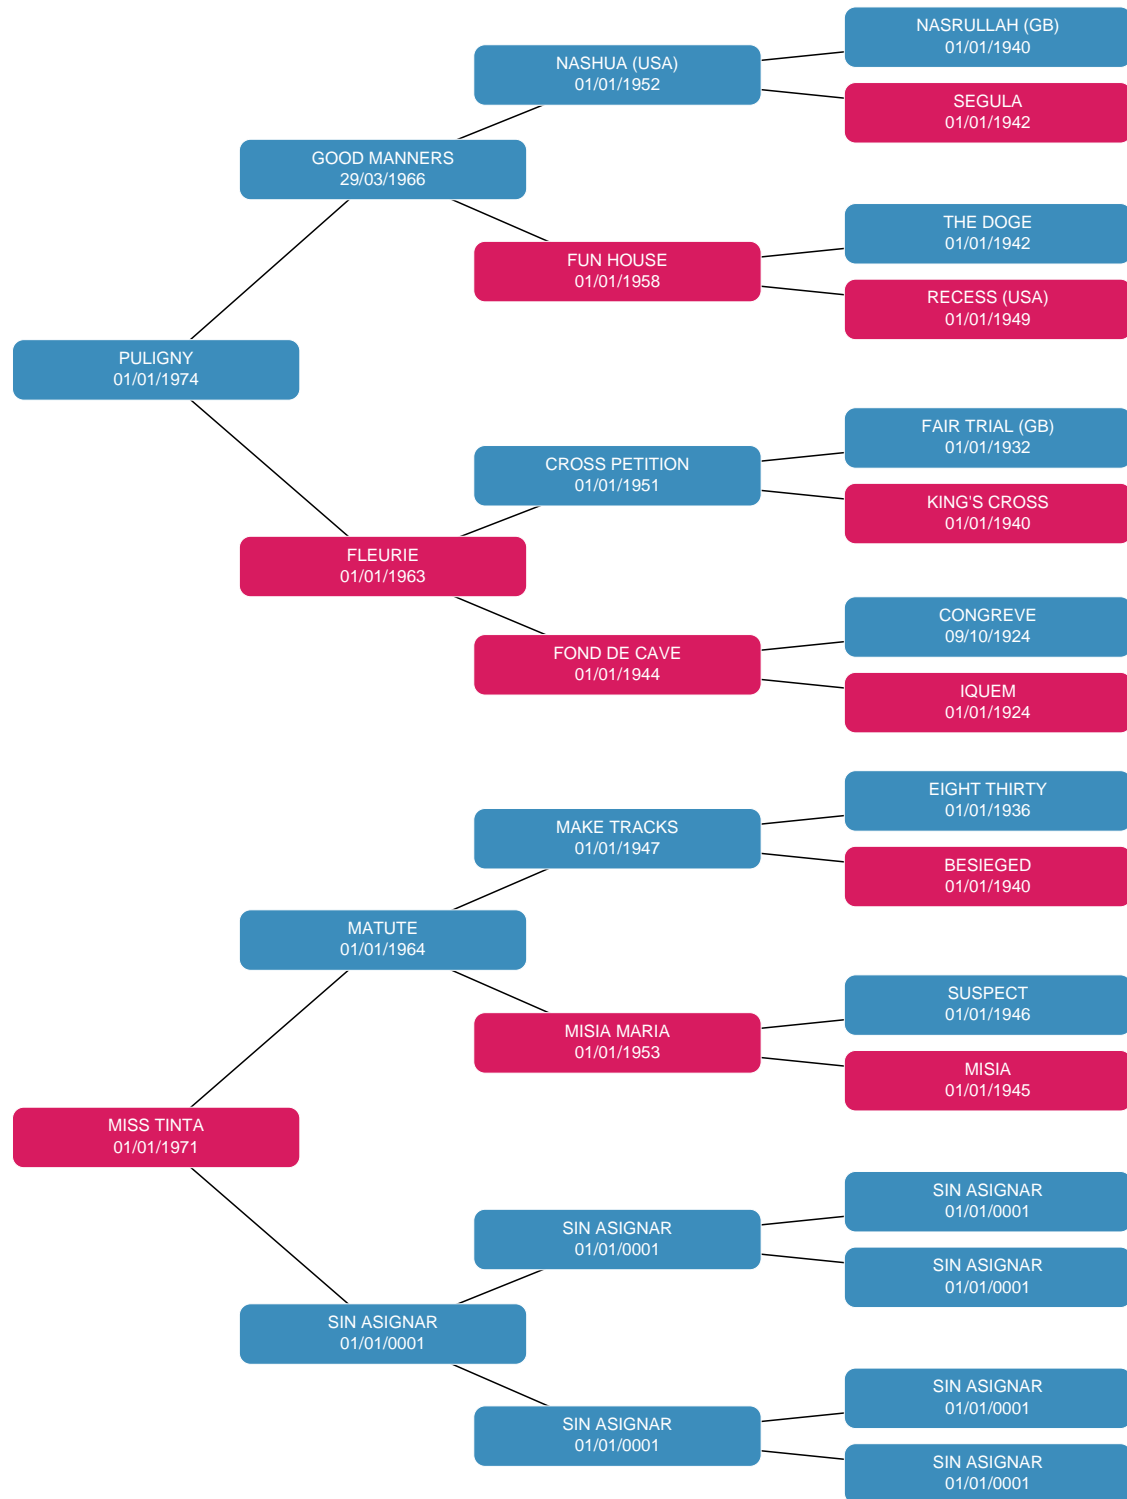 NASRULLAH (GB)
01/01/1940
NASHUA (USA)
01/01/1952
SEGULA
01/01/1942
GOOD MANNERS
29/03/1966
THE DOGE
01/01/1942
FUN HOUSE
01/01/1958
RECESS (USA)
01/01/1949
PULIGNY
01/01/1974
FAIR TRIAL (GB)
01/01/1932
CROSS PETITION
01/01/1951
KING'S CROSS
01/01/1940
FLEURIE
01/01/1963
CONGREVE
09/10/1924
FOND DE CAVE
01/01/1944
IQUEM
01/01/1924
EIGHT THIRTY
01/01/1936
MAKE TRACKS
01/01/1947
BESIEGED
01/01/1940
MATUTE
01/01/1964
SUSPECT
01/01/1946
MISIA MARIA
01/01/1953
MISIA
01/01/1945
MISS TINTA
01/01/1971
SIN ASIGNAR
01/01/0001
SIN ASIGNAR
01/01/0001
SIN ASIGNAR
01/01/0001
SIN ASIGNAR
01/01/0001
SIN ASIGNAR
01/01/0001
SIN ASIGNAR
01/01/0001
SIN ASIGNAR
01/01/0001